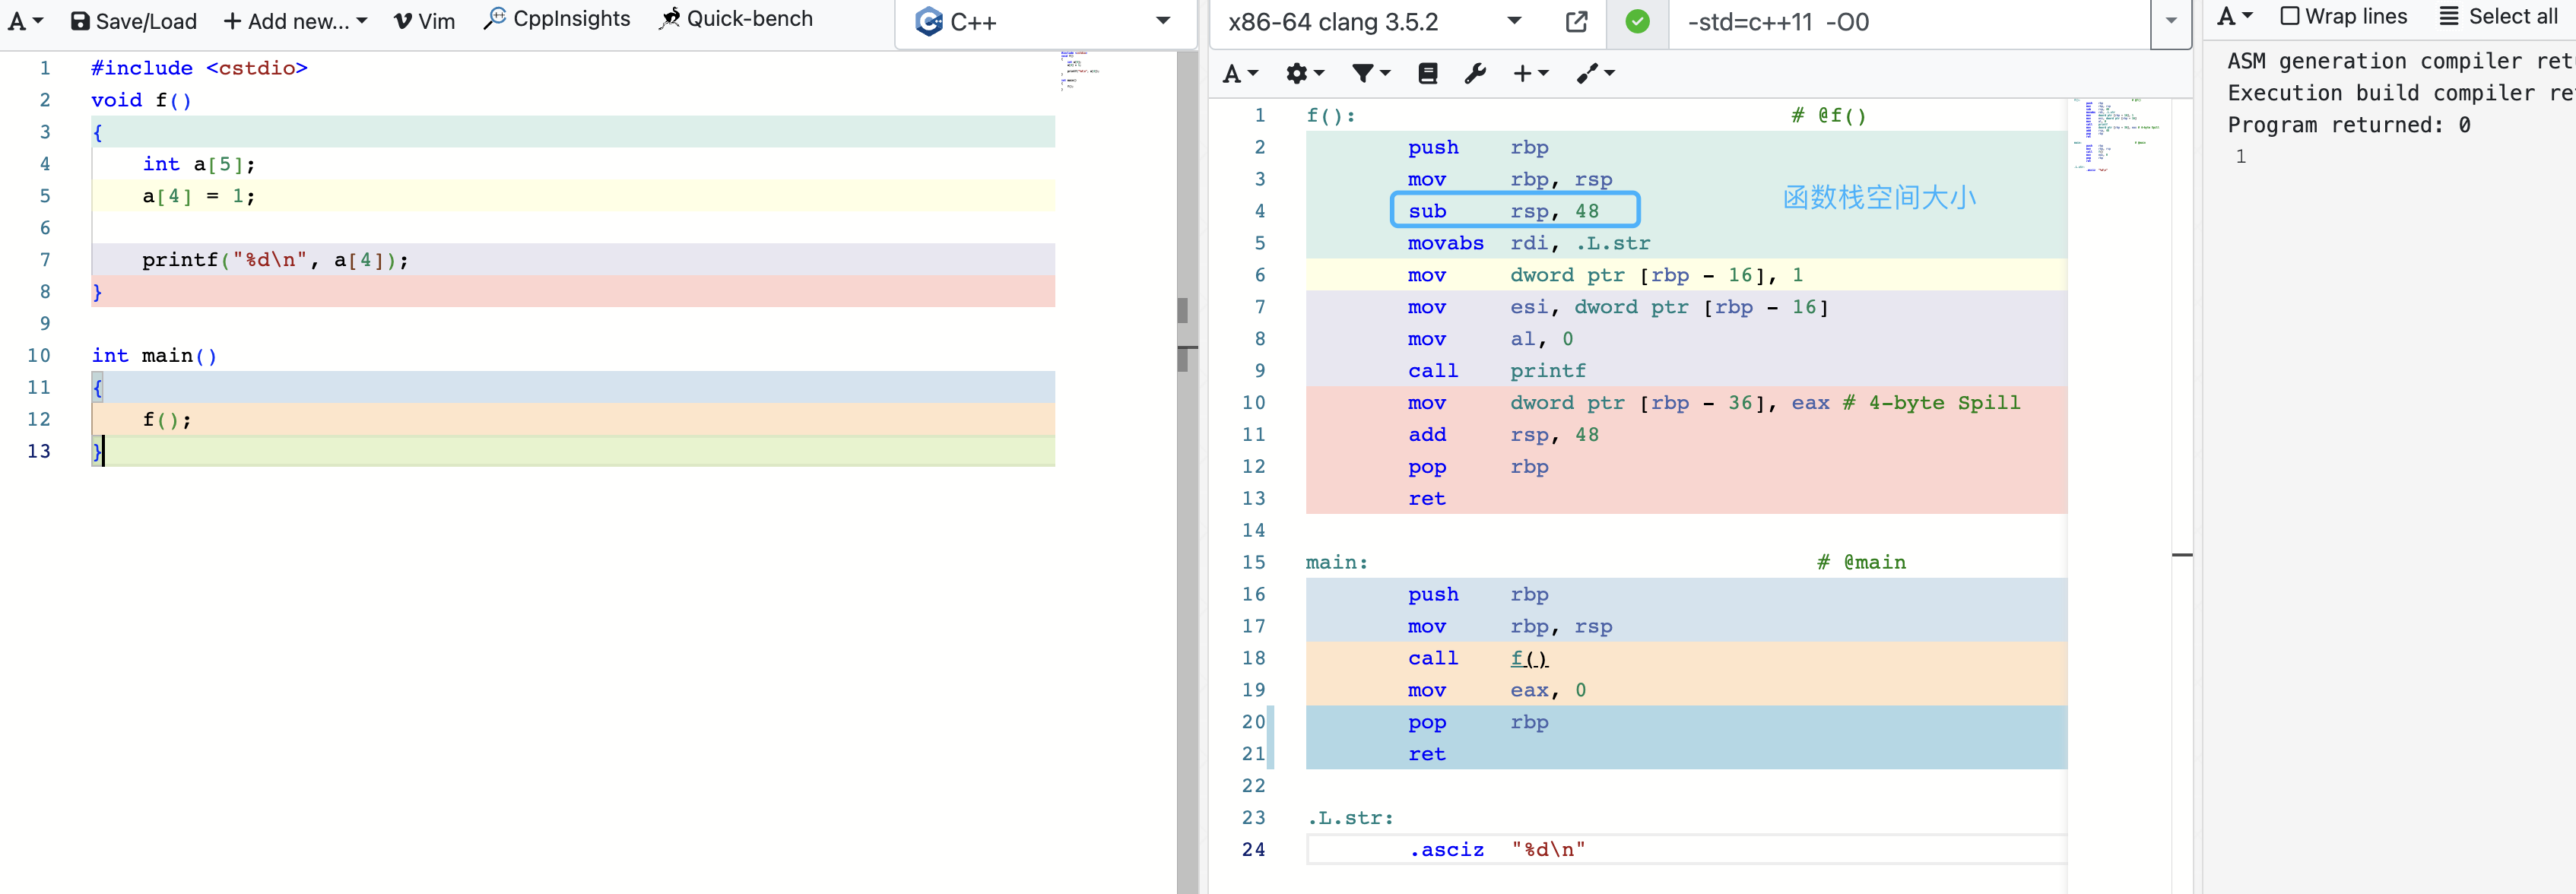 A Save/Load + Add new... Vim CppInsights Quick-bench C++
x86-64 clang 3.5.2 -std=c++11 -O0
A Wrap lines Select all
1 #include <cstdio>
2 void f()
3 {
4 int a[5];
5 a[4] = 1;
6
7 printf("%d\n", a[4]);
8 }
9
10 int main()
11 {
12 f();
13 }
A
1 f(): # @f()
2 push rbp
3 mov rbp, rsp
函数栈空间大小
4 sub rsp, 48
5 movabs rdi, .L.str
6 mov dword ptr [rbp - 16], 1
7 mov esi, dword ptr [rbp - 16]
8 mov al, 0
9 call printf
10 mov dword ptr [rbp - 36], eax # 4-byte Spill
11 add rsp, 48
12 pop rbp
13 ret
14
15 main: # @main
16 push rbp
17 mov rbp, rsp
18 call f()
19 mov eax, 0
20 pop rbp
21 ret
22
23 .L.str:
24 .asciz "%d\n"
ASM generation compiler ret
Execution build compiler re
Program returned: 0
1